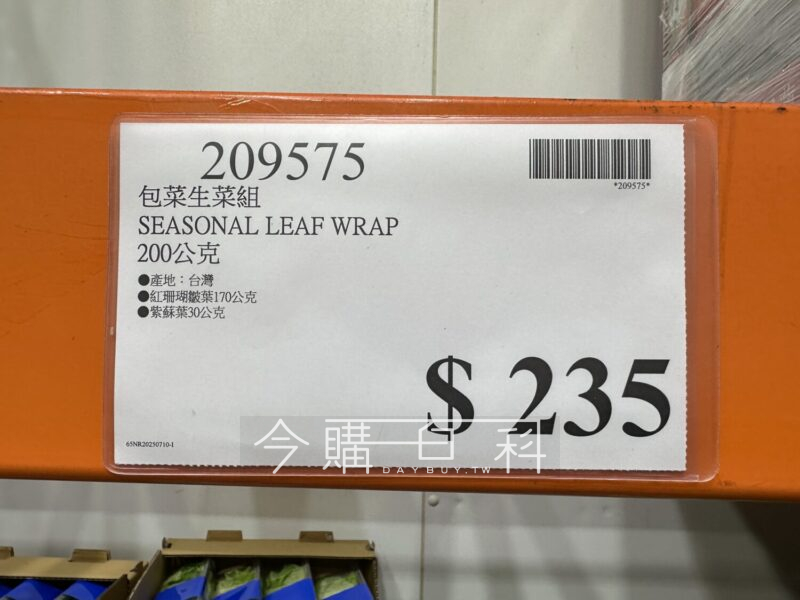 209575
*209575*
包菜生菜組
SEASONAL LEAF WRAP
200公克
●產地：台灣
●紅珊瑚皺葉170公克
●紫蘇葉30公克
$ 235
65NR20250710-1
今購百科
DAYBUY.TW